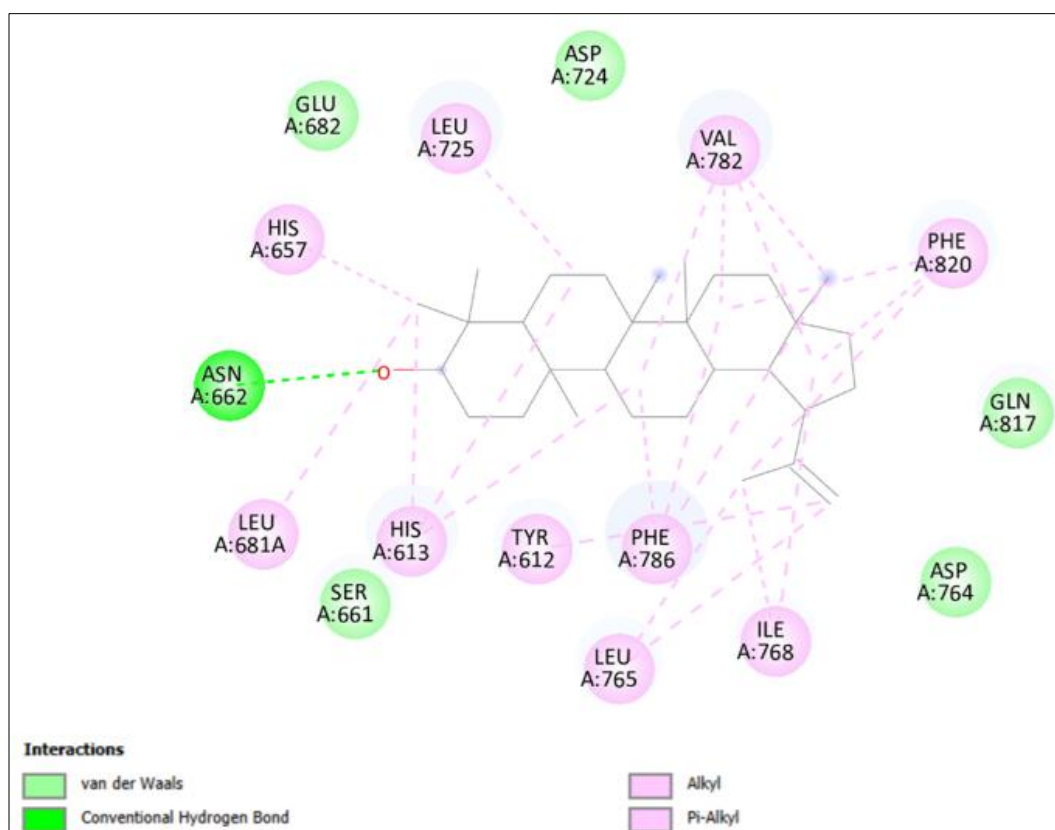 ASP
A:724
GLU
A:682
LEU
A:725
VAL
A:782
HIS
A:657
PHE
A:820
ASN
A:662
O
GLN
A:817
LEU
A:681A
HIS
A:613
TYR
A:612
PHE
A:786
SER
A:661
ASP
A:764
LEU
A:765
ILE
A:768
Interactions
van der Waals
Conventional Hydrogen Bond
Alkyl
Pi-Alkyl